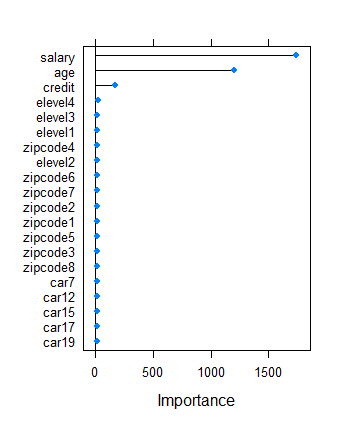 salary
age
credit
elevel4
elevel3
elevel1
zipcode4
elevel2
zipcode6
zipcode7
zipcode2
zipcode1
zipcode5
zipcode3
zipcode8
car7
car12
car15
car17
car19
0 500 1000 1500
Importance